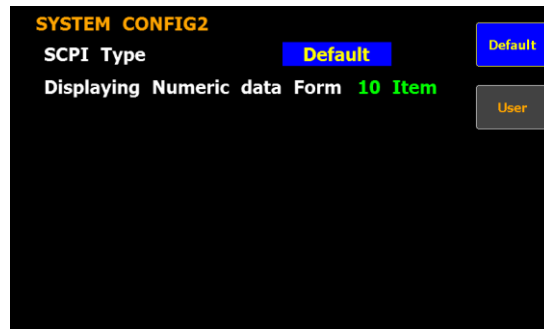 SYSTEM CONFIG2
SCPI Type Default
Displaying Numeric data Form 10 Item
Default
User